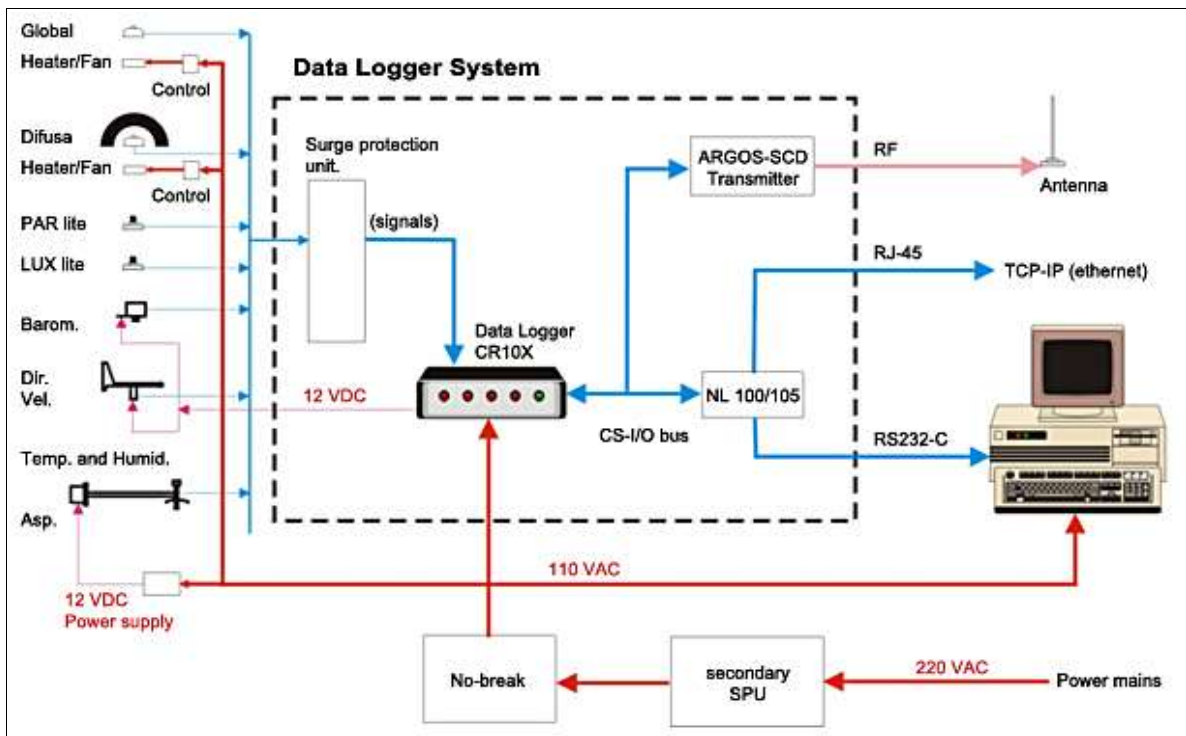 Global
Heater/Fan
Control
Difusa
Heater/Fan
Control
PAR lite
LUX lite
Barom.
Dir.
Vel.
Temp. and Humid.
Asp.
12 VDC
Power supply
Data Logger System
Surge protection
unit.
(signals)
Data Logger
CR10X
12 VDC
CS-I/O bus
ARGOS-SCD
Transmitter
NL 100/105
RF
Antenna
RJ-45
TCP-IP (ethernet)
RS232-C
110 VAC
No-break
secondary
SPU
220 VAC
Power mains